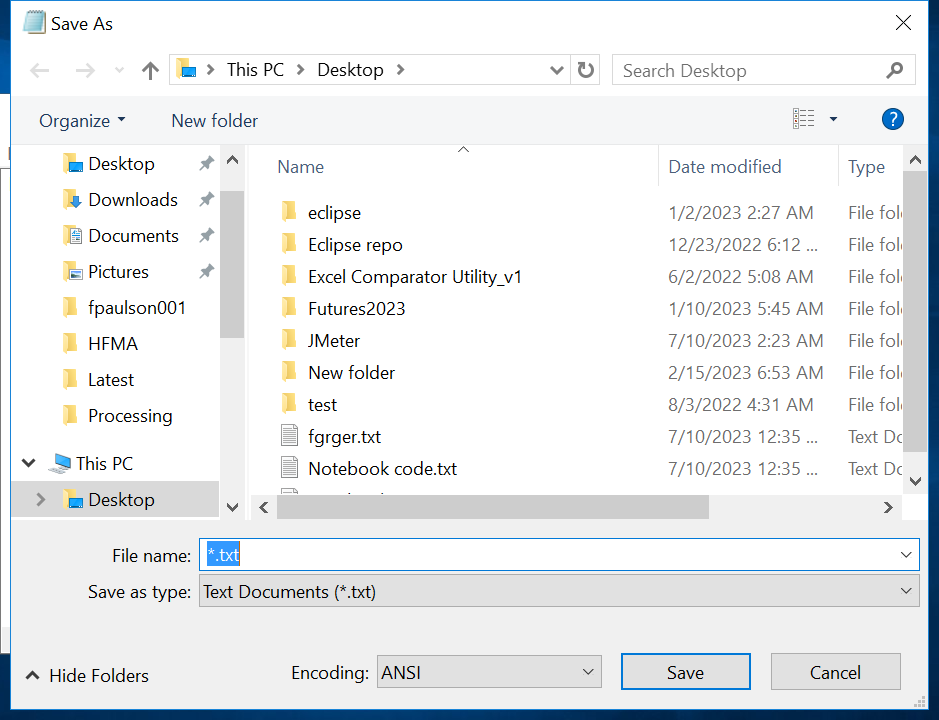 Save As
This PC Desktop
Search Desktop
Organize New folder
?
Desktop
Downloads
Documents
Pictures
fpaulson001
HFMA
Latest
Processing
This PC
Desktop
Name Date modified Type
eclipse 1/2/2023 2:27 AM File fol
Eclipse repo 12/23/2022 6:12 ... File fol
Excel Comparator Utility_v1 6/2/2022 5:08 AM File fol
Futures2023 1/10/2023 5:45 AM File fol
JMeter 7/10/2023 2:23 AM File fol
New folder 2/15/2023 6:53 AM File fol
test 8/3/2022 4:31 AM File fol
fgrger.txt 7/10/2023 12:35 ... Text Do
Notebook code.txt 7/10/2023 12:35 ... Text Do
File name: *.txt
Save as type: Text Documents (*.txt)
Hide Folders
Encoding: ANSI
Save Cancel